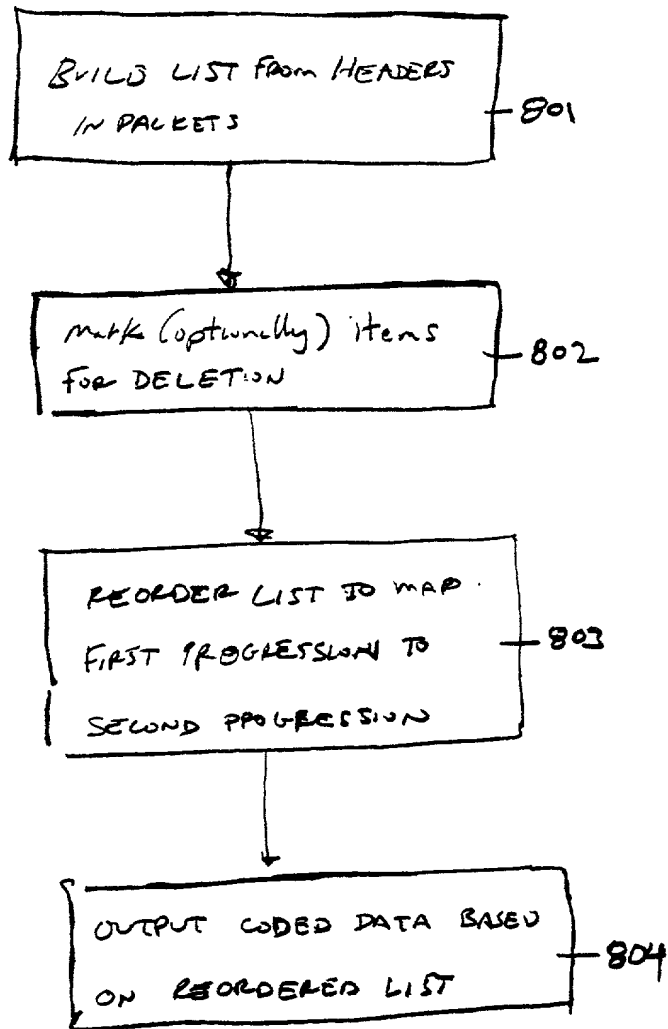 BUILD LIST FROM HEADERS
IN PACKETS
801
Mark (optionally) items
FOR DELETION
802
REORDER LIST TO MAP
FIRST PROGRESSION TO
SECOND PROGRESSION
803
OUTPUT CODED DATA BASED
ON REORDERED LIST
804